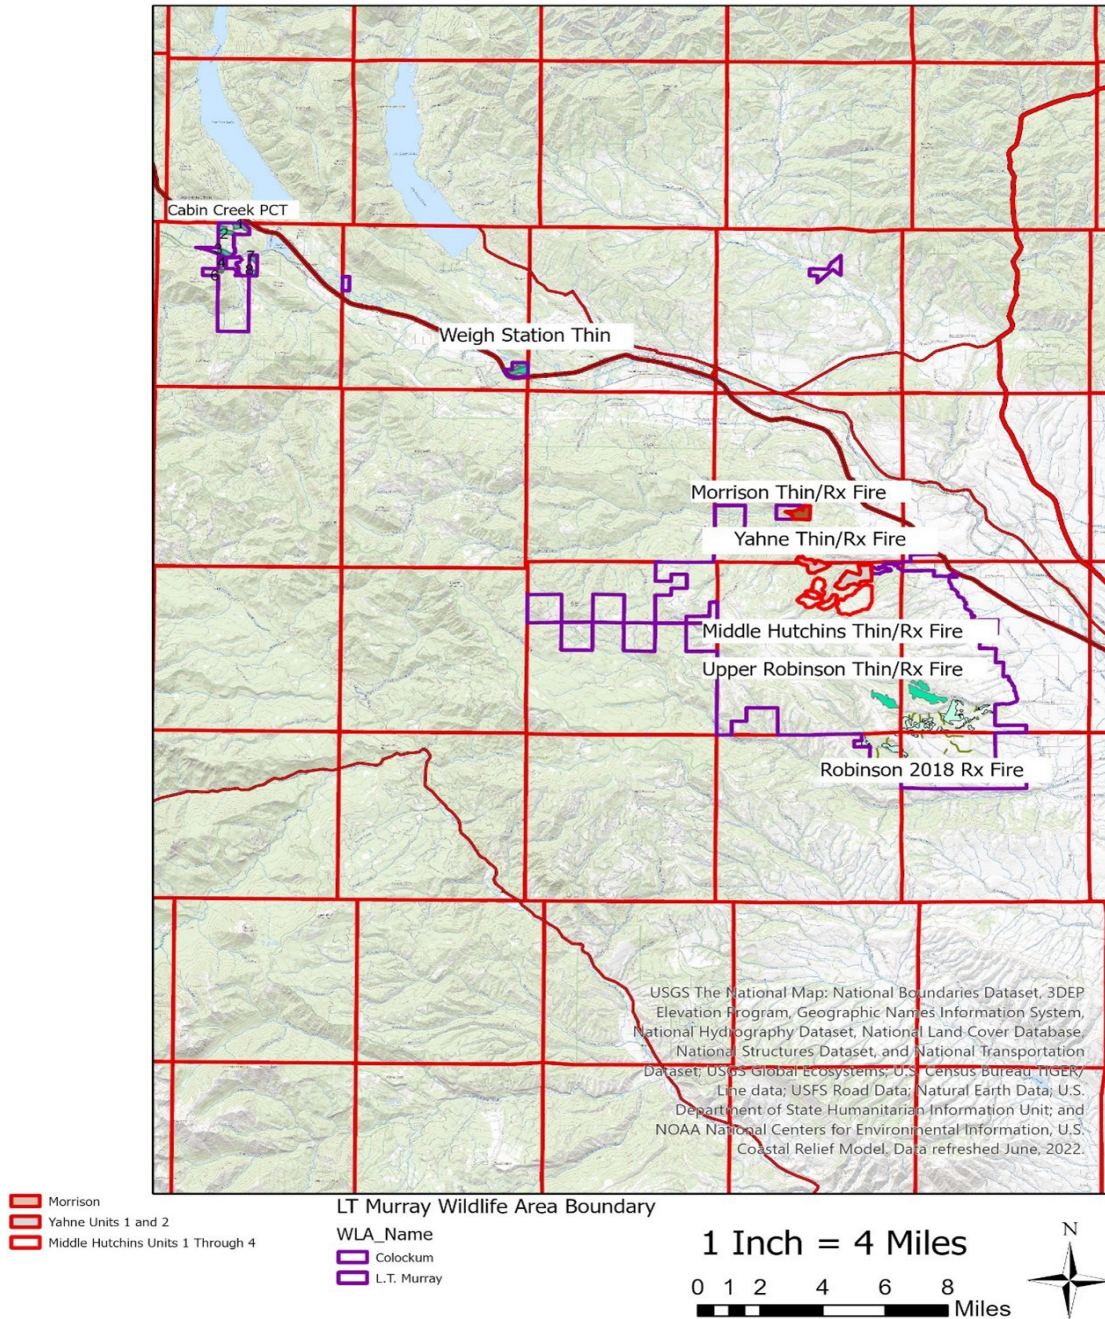 Cabin Creek PCT
1
2
Weigh Station Thin
Morrison Thin/Rx Fire
Yahne Thin/Rx Fire
Middle Hutchins Thin/Rx Fire
Upper Robinson Thin/Rx Fire
Robinson 2018 Rx Fire
USGS The National Map: National Boundaries Dataset, 3DEP
Elevation Program, Geographic Names Information System,
National Hydrography Dataset, National Land Cover Database,
National Structures Dataset, and National Transportation
Dataset; USGS Global Ecosystems; U.S. Census Bureau TIGER/
Line data; USFS Road Data; Natural Earth Data; U.S.
Department of State Humanitarian Information Unit; and
NOAA National Centers for Environmental Information, U.S.
Coastal Relief Model. Data refreshed June, 2022.
Morrison
Yahne Units 1 and 2
Middle Hutchins Units 1 Through 4
LT Murray Wildlife Area Boundary
WLA_Name
Colockum
L.T. Murray
1 Inch = 4 Miles
0 1 2 4 6 8
Miles
N